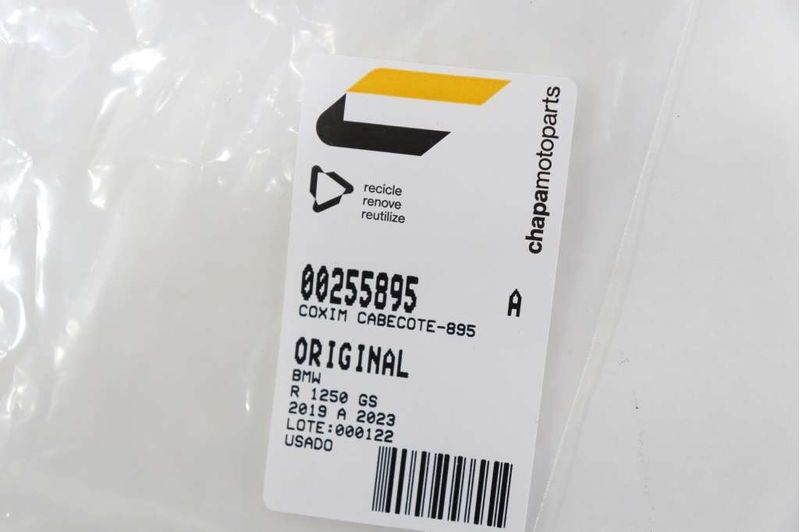 chapamotoparts
recicle
renove
reutilize
00255895
A
COXIM CABECOTE-895
ORIGINAL
BMW
R 1250 GS
2019 A 2023
LOTE:000122
USADO